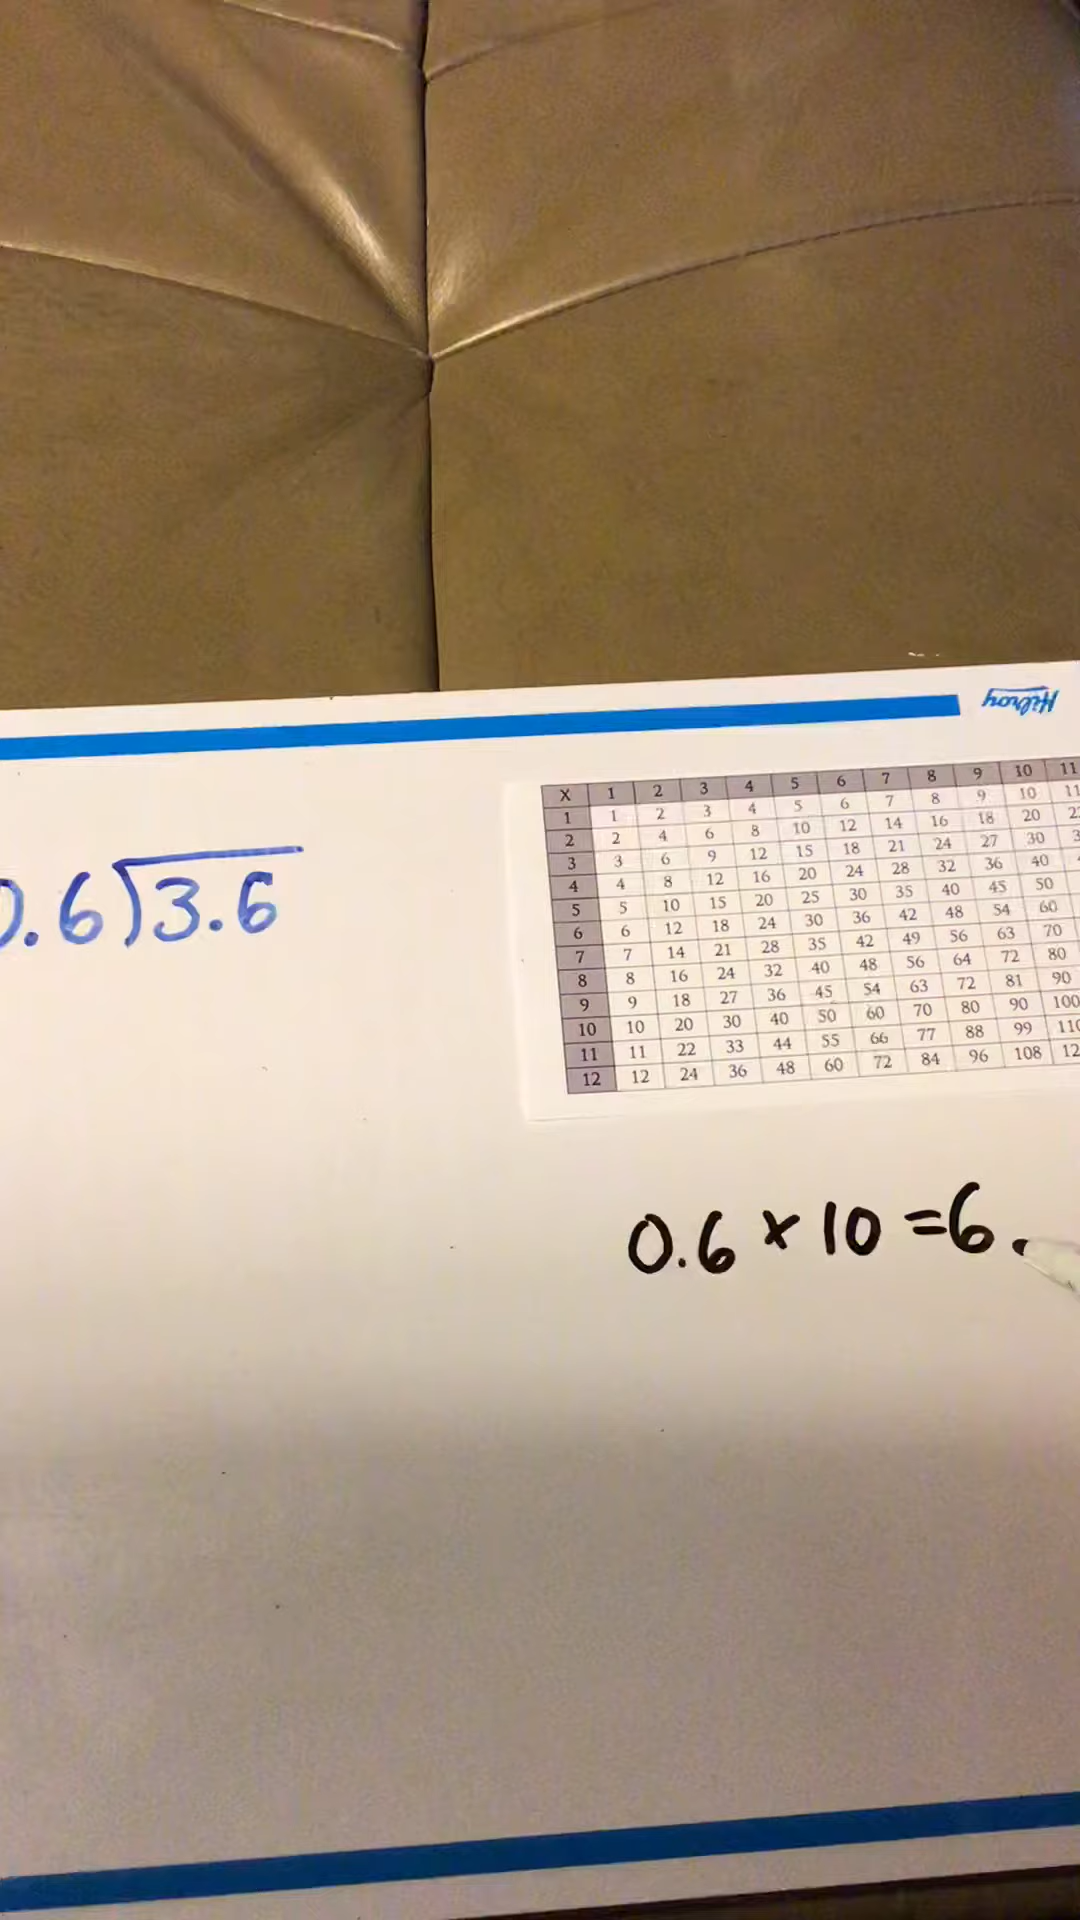 Hilroy
0.6)3.6
X 1 2 3 4 5 6 7 8 9 10 11
1 1 2 3 4 5 6 7 8 9 10 11
2 2 4 6 8 10 12 14 16 18 20
3 3 6 9 12 15 18 21 24 27 30
4 4 8 12 16 20 24 28 32 36 40
5 5 10 15 20 25 30 35 40 45 50
6 6 12 18 24 30 36 42 48 54 60
7 7 14 21 28 35 42 49 56 63 70
8 8 16 24 32 40 48 56 64 72 80
9 9 18 27 36 45 54 63 72 81 90
10 10 20 30 40 50 60 70 80 90 100
11 11 22 33 44 55 66 77 88 99 110
12 12 24 36 48 60 72 84 96 108 12
0.6 × 10 = 6.